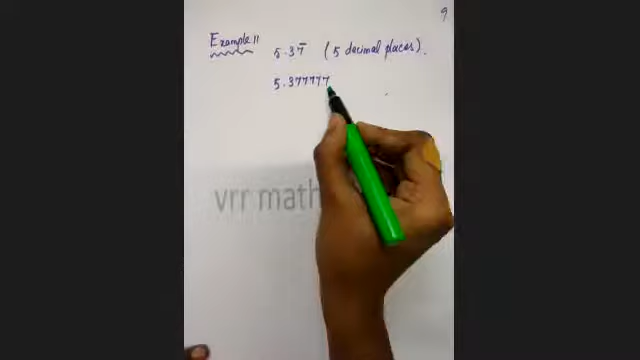 9
Example 11 5.37̅ (5 decimal places).
5.377777
vrr math